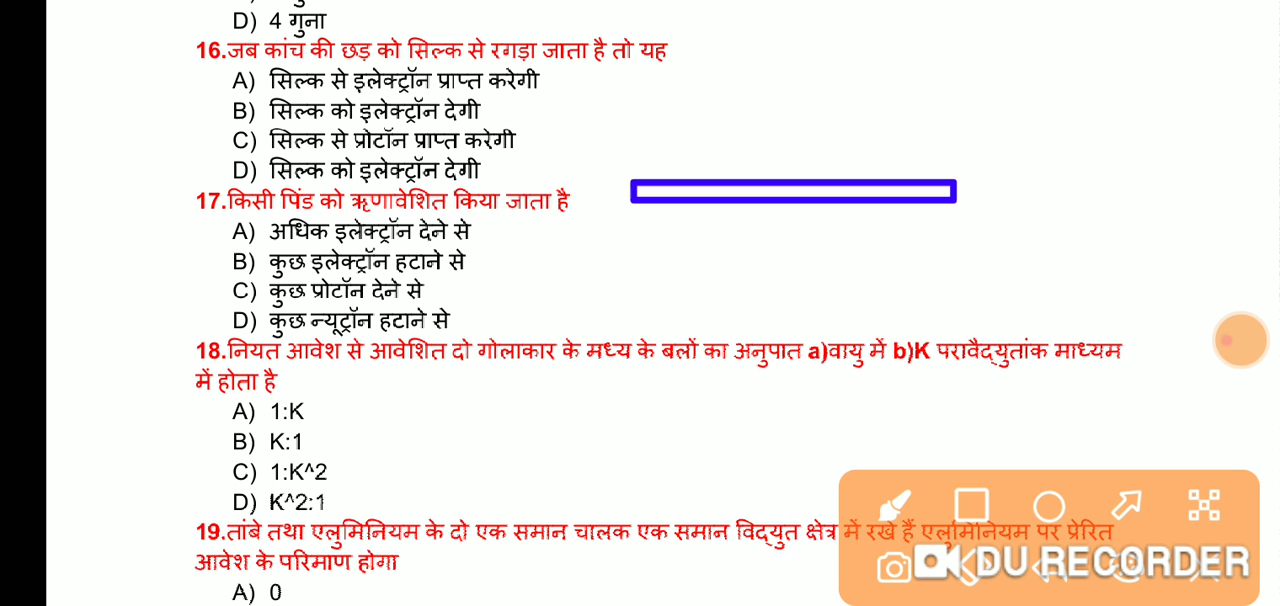 D) 4 गुना
16.जब कांच की छड़ को सिल्क से रगड़ा जाता है तो यह
A) सिल्क से इलेक्ट्रॉन प्राप्त करेगी
B) सिल्क को इलेक्ट्रॉन देगी
C) सिल्क से प्रोटॉन प्राप्त करेगी
D) सिल्क को इलेक्ट्रॉन देगी
17.किसी पिंड को ऋणावेशित किया जाता है
A) अधिक इलेक्ट्रॉन देने से
B) कुछ इलेक्ट्रॉन हटाने से
C) कुछ प्रोटॉन देने से
D) कुछ न्यूट्रॉन हटाने से
18.नियत आवेश से आवेशित दो गोलाकार के मध्य के बलों का अनुपात a)वायु में b)K परावैद्युतांक माध्यम
में होता है
A) 1:K
B) K:1
C) 1:K^2
D) K^2:1
19.तांबे तथा एलुमिनियम के दो एक समान चालक एक समान विद्युत क्षेत्र में रखे हैं एलुमिनियम पर प्रेरित
आवेश के परिमाण होगा
DU RECORDER
A) 0